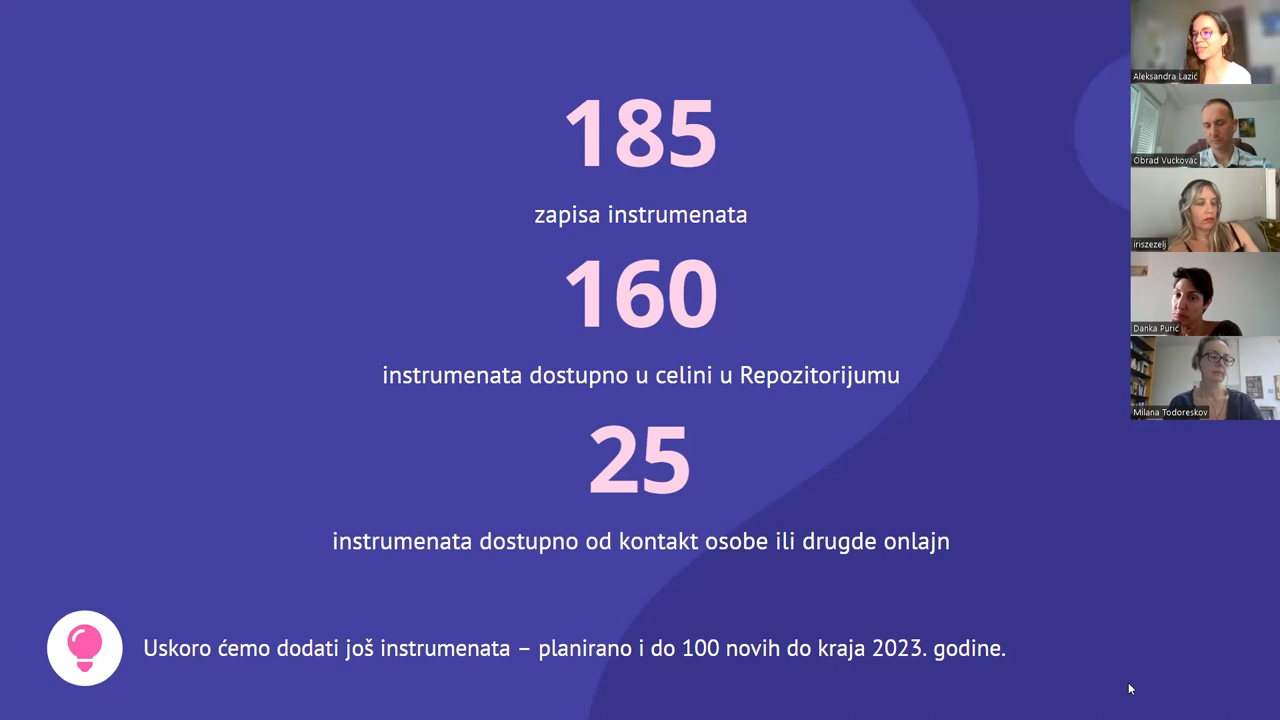 185
zapisa instrumenata
160
instrumenata dostupno u celini u Repozitorijumu
25
instrumenata dostupno od kontakt osobe ili drugde onlajn
Uskoro ćemo dodati još instrumenata – planirano i do 100 novih do kraja 2023. godine.
Aleksandra Lazić
Obrad Vuckovac
iriszezelj
Danka Purić
Milana Todoreskov